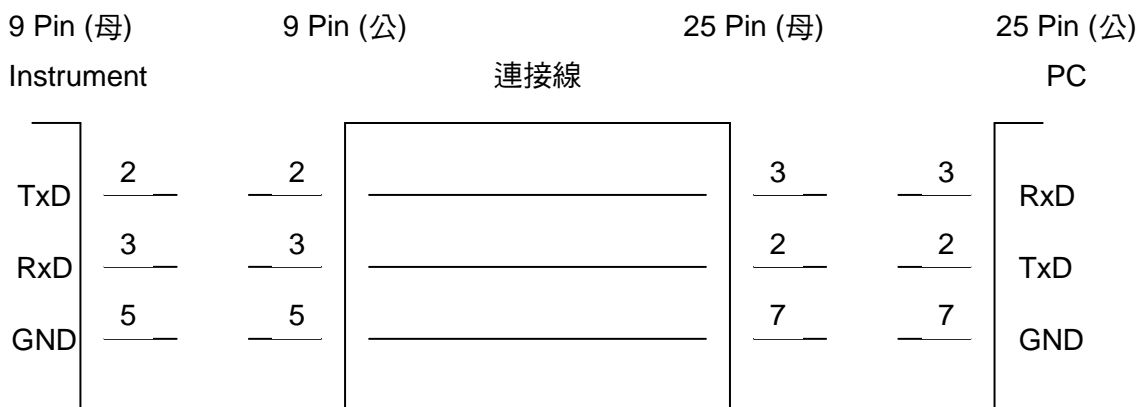 9 Pin (母) 9 Pin (公) 25 Pin (母) 25 Pin (公)
Instrument 連接線 PC
TxD 2 2 3 3 RxD
RxD 3 3 2 2 TxD
GND 5 5 7 7 GND